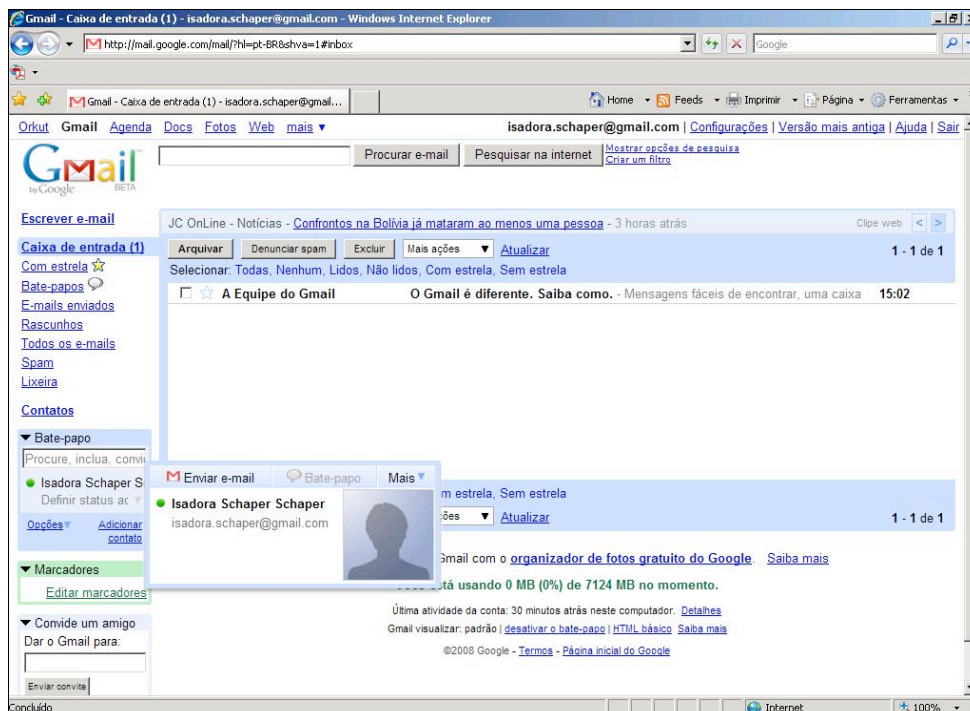 Gmail - Caixa de entrada (1) - isadora.schaper@gmail.com - Windows Internet Explorer
http://mail.google.com/mail/?hl=pt-BR&shva=1#inbox
Google
Gmail - Caixa de entrada (1) - isadora.schaper@gmail...
Home Feeds Imprimir Página Ferramentas
Orkut Gmail Agenda Docs Fotos Web mais ▼
isadora.schaper@gmail.com | Configurações | Versão mais antiga | Ajuda | Sair
Gmail
by Google BETA
Procurar e-mail Pesquisar na internet
Mostrar opções de pesquisa
Criar um filtro
Escrever e-mail
JC OnLine - Notícias - Confrontos na Bolívia já mataram ao menos uma pessoa - 3 horas atrás
Clipe web < >
Caixa de entrada (1)
Arquivar Denunciar spam Excluir Mais ações ▼ Atualizar
1 - 1 de 1
Com estrela
Selecionar: Todas, Nenhum, Lidos, Não lidos, Com estrela, Sem estrela
Bate-papos
A Equipe do Gmail O Gmail é diferente. Saiba como. - Mensagens fáceis de encontrar, uma caixa 15:02
E-mails enviados
Rascunhos
Todos os e-mails
Spam
Lixeira
Contatos
▼ Bate-papo
Procure, inclua, convi
Isadora Schaper S
Definir status ac ▼
Opções▼ Adicionar contato
Enviar e-mail Bate-papo Mais▼
Isadora Schaper Schaper
isadora.schaper@gmail.com
m estrela, Sem estrela
ções ▼ Atualizar
1 - 1 de 1
Gmail com o organizador de fotos gratuito do Google. Saiba mais
está usando 0 MB (0%) de 7124 MB no momento.
▼ Marcadores
Editar marcadores
Última atividade da conta: 30 minutos atrás neste computador. Detalhes
Gmail visualizar: padrão | desativar o bate-papo | HTML básico Saiba mais
©2008 Google - Termos - Página inicial do Google
▼ Convide um amigo
Dar o Gmail para:
Enviar convite
Concluído
Internet
100%